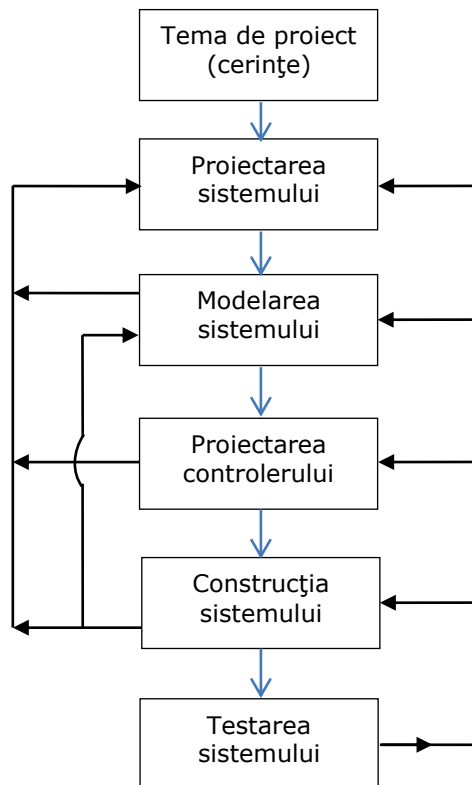 Tema de proiect
(cerinţe)
Proiectarea
sistemului
Modelarea
sistemului
Proiectarea
controlerului
Construcţia
sistemului
Testarea
sistemului